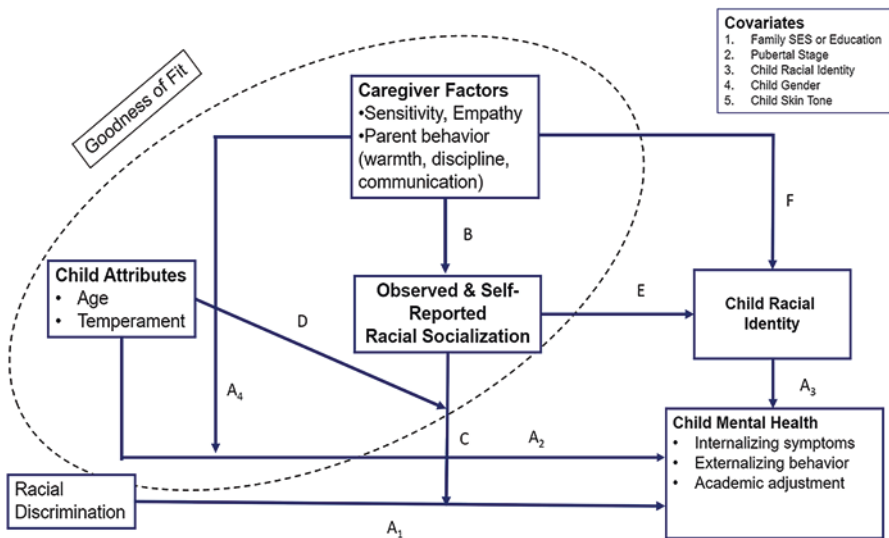 Covariates
1. Family SES or Education
2. Pubertal Stage
3. Child Racial Identity
4. Child Gender
5. Child Skin Tone
Goodness of Fit
Caregiver Factors
•Sensitivity, Empathy
•Parent behavior
(warmth, discipline,
communication)
F
B
Child Attributes
• Age
• Temperament
D
Observed & Self-
Reported
Racial Socialization
E
Child Racial
Identity
A4
A3
C
A2
Child Mental Health
• Internalizing symptoms
• Externalizing behavior
• Academic adjustment
Racial
Discrimination
A1